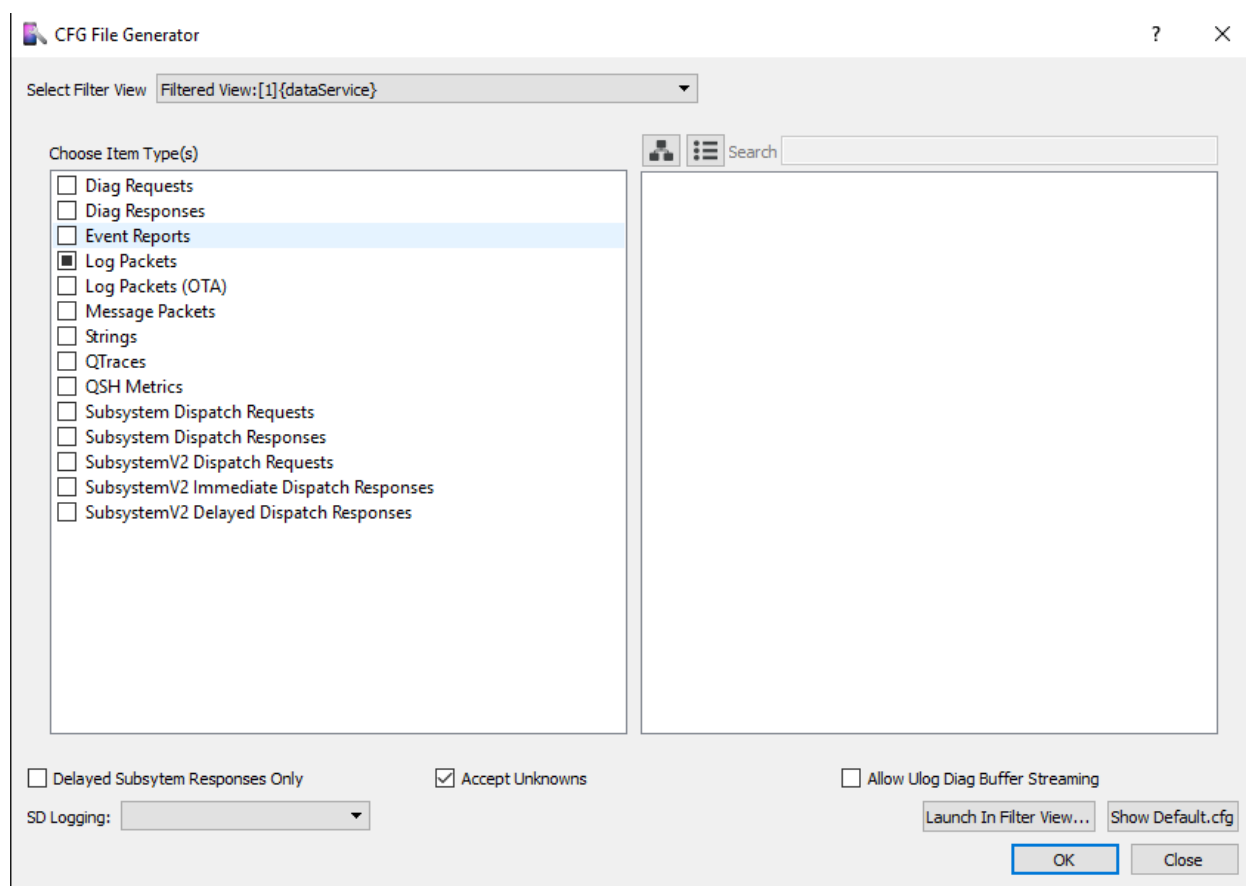 CFG File Generator ?
Select Filter View Filtered View:[1]{dataService}
Choose Item Type(s) Search
Diag Requests
Diag Responses
Event Reports
Log Packets
Log Packets (OTA)
Message Packets
Strings
QTraces
QSH Metrics
Subsystem Dispatch Requests
Subsystem Dispatch Responses
SubsystemV2 Dispatch Requests
SubsystemV2 Immediate Dispatch Responses
SubsystemV2 Delayed Dispatch Responses
Delayed Subsytem Responses Only Accept Unknowns Allow Ulog Diag Buffer Streaming
SD Logging: Launch In Filter View... Show Default.cfg
OK Close